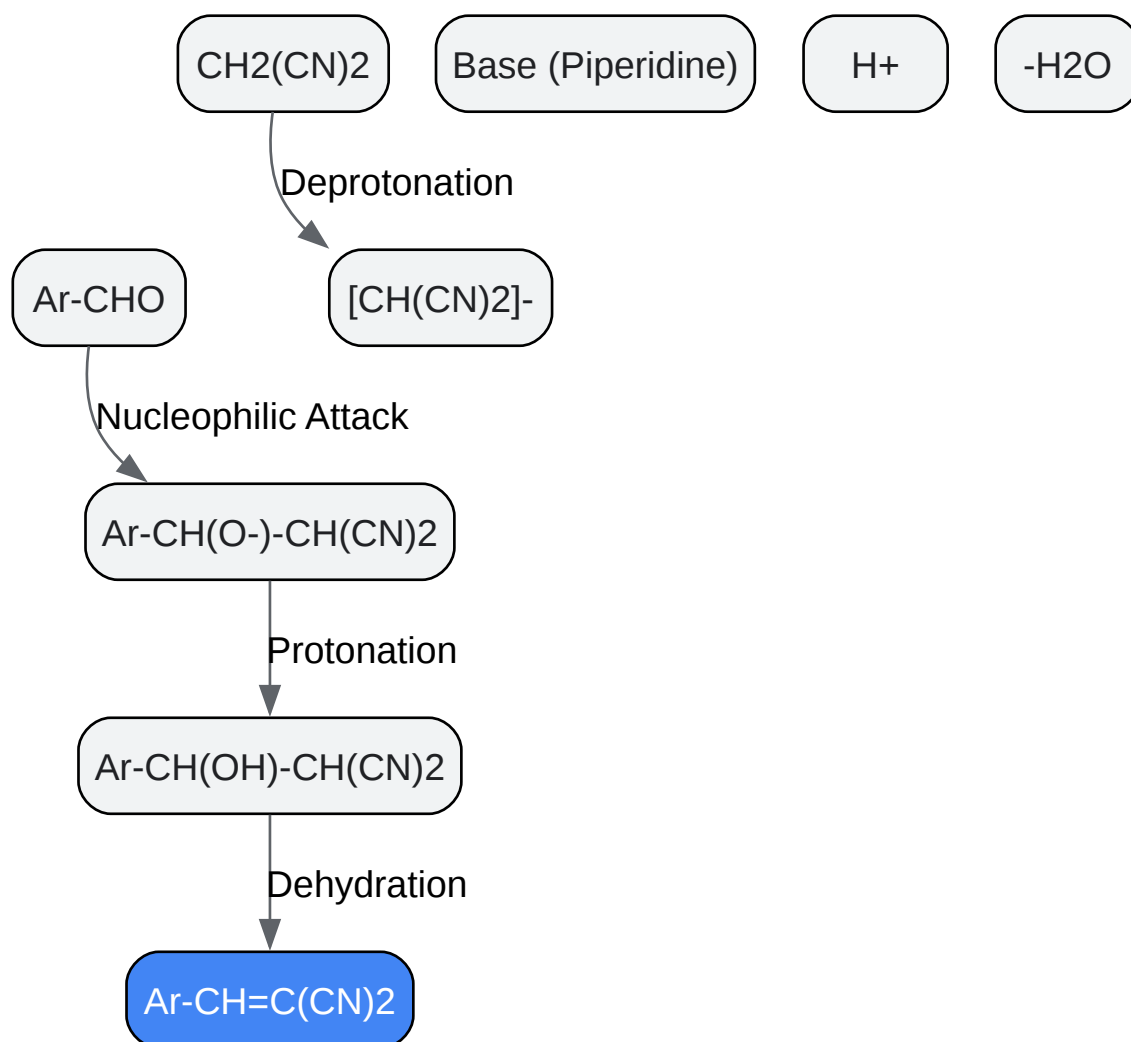 CH2(CN)2
Base (Piperidine)
H+
-H2O
Deprotonation
Ar-CHO
[CH(CN)2]-
Nucleophilic Attack
Ar-CH(O-)-CH(CN)2
Protonation
Ar-CH(OH)-CH(CN)2
Dehydration
Ar-CH=C(CN)2